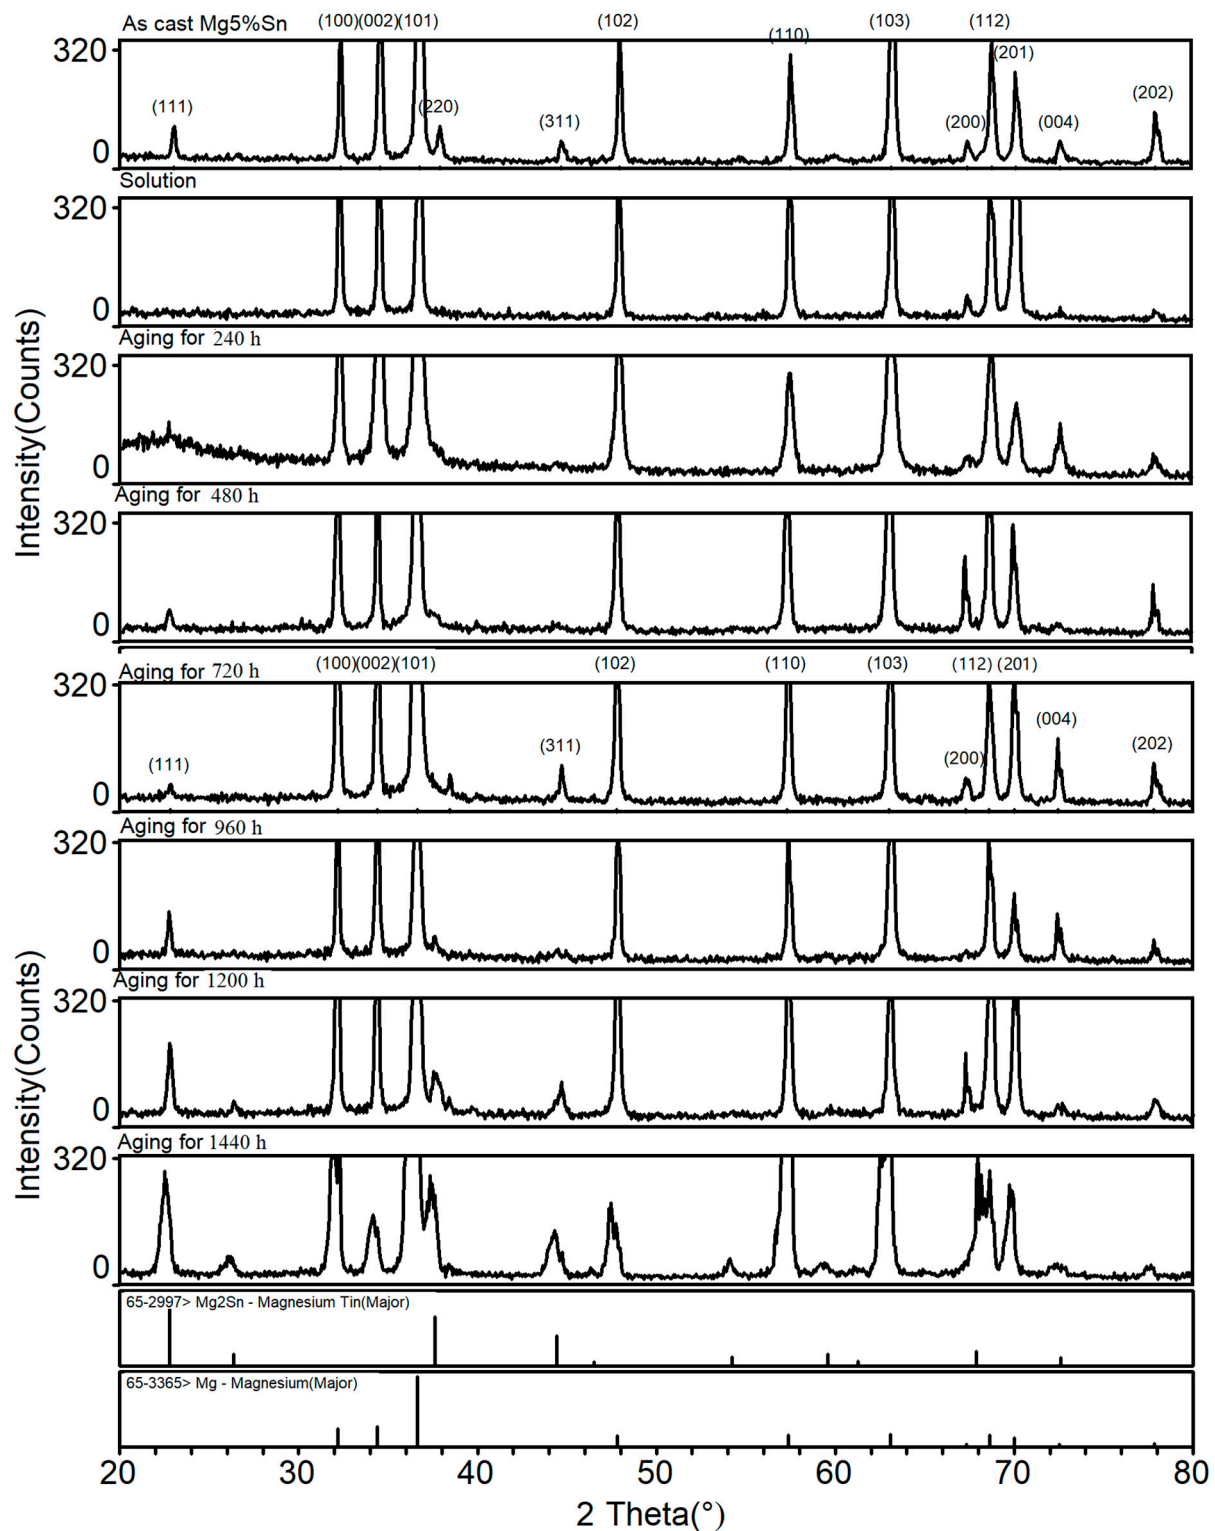 As cast Mg5%Sn (100)(002)(101) (102) (110) (103) (112)
320 (201)
(111) (220) (311) (200) (004) (202)
0
Solution
320
0
Aging for 240 h
320
0
Aging for 480 h
320
0
Intensity(Counts)
Aging for 720 h (100)(002)(101) (102) (110) (103) (112) (201)
320 (004)
(111) (311) (200) (202)
0
Aging for 960 h
320
0
Aging for 1200 h
320
0
Aging for 1440 h
320
0
Intensity(Counts)
65-2997> Mg2Sn - Magnesium Tin(Major)
65-3365> Mg - Magnesium(Major)
20 30 40 50 60 70 80
2 Theta(°)